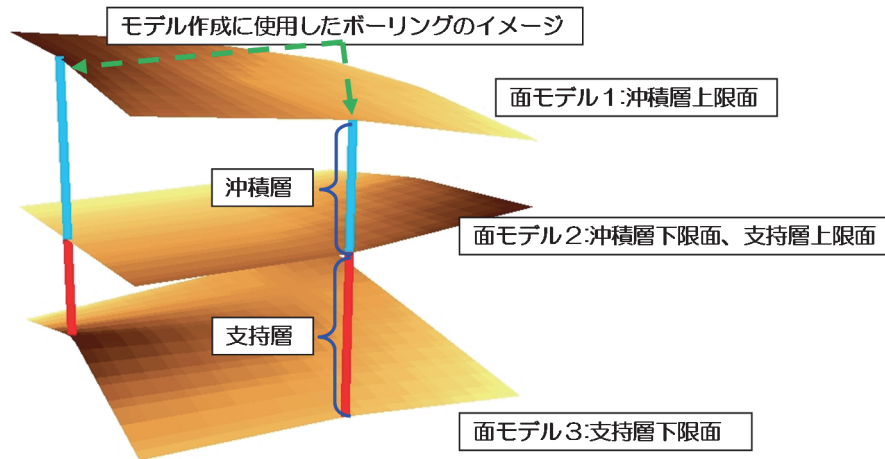 モデル作成に使用したボーリングのイメージ
面モデル1:沖積層上限面
沖積層
面モデル2:沖積層下限面、支持層上限面
支持層
面モデル3:支持層下限面